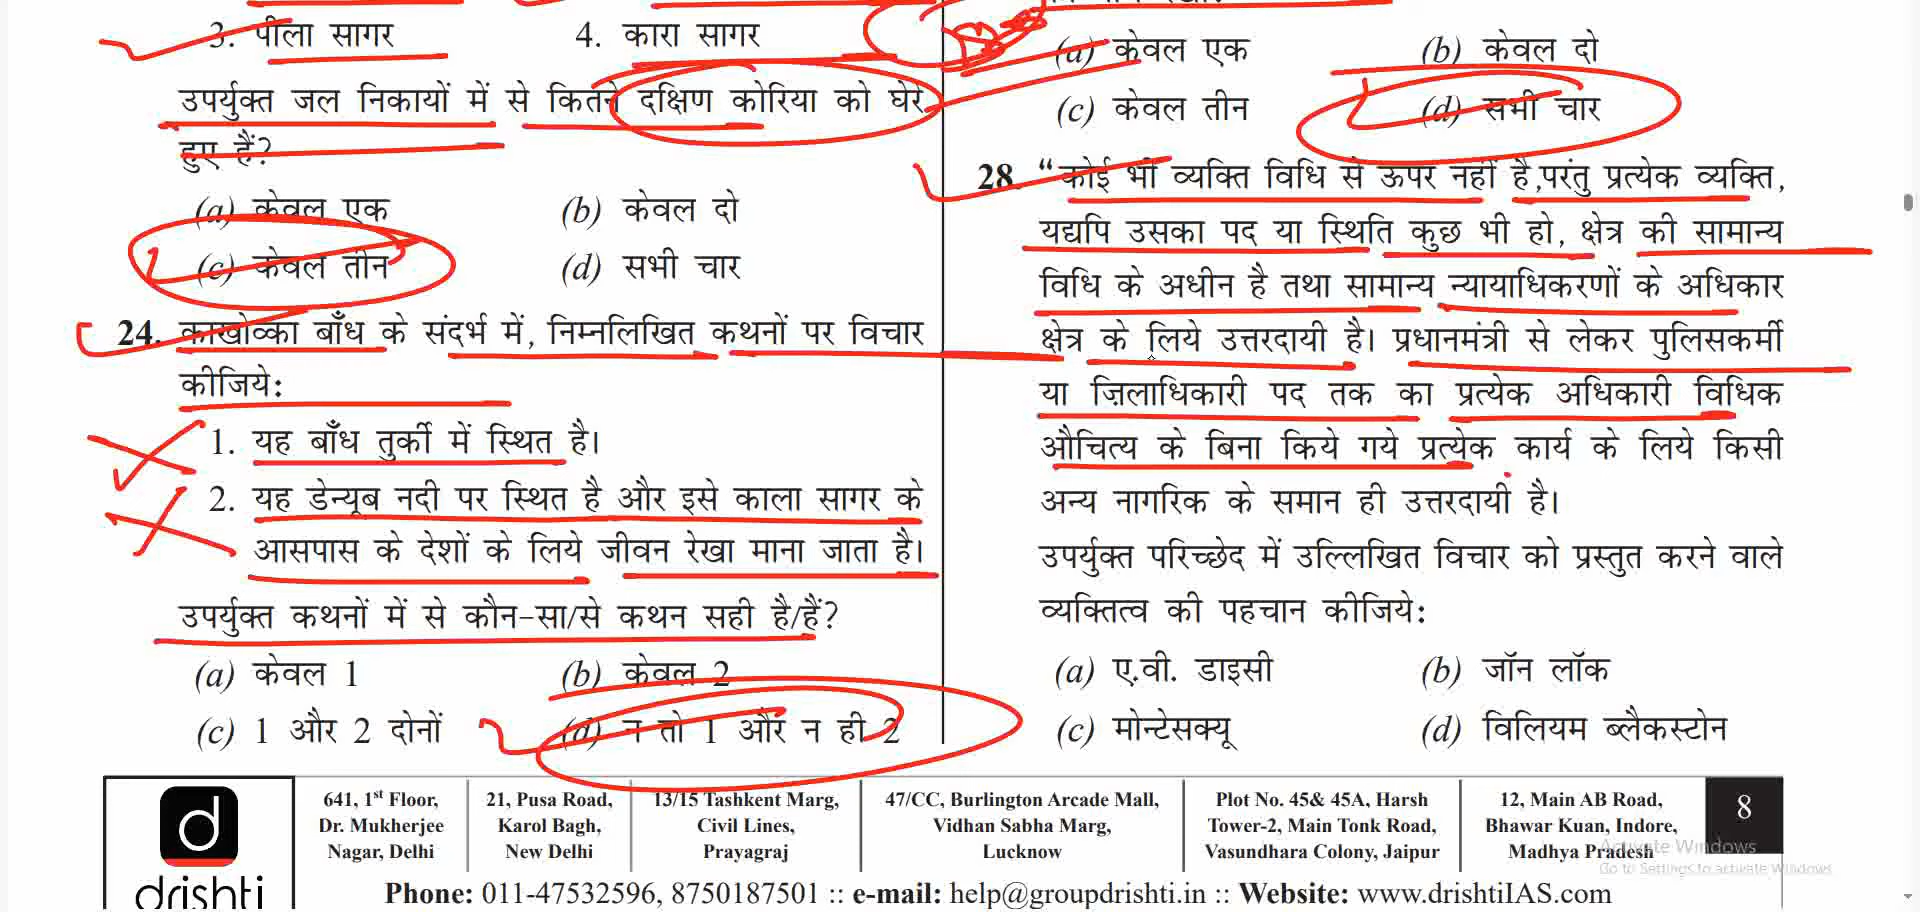 3. पीला सागर 4. कारा सागर
उपर्युक्त जल निकायों में से कितने दक्षिण कोरिया को घेरे
हुए हैं?
(a) केवल एक (b) केवल दो
(c) केवल तीन (d) सभी चार
24. काखोव्का बाँध के संदर्भ में, निम्नलिखित कथनों पर विचार
कीजिये:
1. यह बाँध तुर्की में स्थित है।
2. यह डेन्यूब नदी पर स्थित है और इसे काला सागर के
आसपास के देशों के लिये जीवन रेखा माना जाता है।
उपर्युक्त कथनों में से कौन-सा/से कथन सही है/हैं?
(a) केवल 1 (b) केवल 2
(c) 1 और 2 दोनों (d) न तो 1 और न ही 2
(a) केवल एक (b) केवल दो
(c) केवल तीन (d) सभी चार
28. “कोई भी व्यक्ति विधि से ऊपर नहीं है,परंतु प्रत्येक व्यक्ति,
यद्यपि उसका पद या स्थिति कुछ भी हो, क्षेत्र की सामान्य
विधि के अधीन है तथा सामान्य न्यायाधिकरणों के अधिकार
क्षेत्र के लिये उत्तरदायी है। प्रधानमंत्री से लेकर पुलिसकर्मी
या ज़िलाधिकारी पद तक का प्रत्येक अधिकारी विधिक
औचित्य के बिना किये गये प्रत्येक कार्य के लिये किसी
अन्य नागरिक के समान ही उत्तरदायी है।
उपर्युक्त परिच्छेद में उल्लिखित विचार को प्रस्तुत करने वाले
व्यक्तित्व की पहचान कीजिये:
(a) ए.वी. डाइसी (b) जॉन लॉक
(c) मोन्टेसक्यू (d) विलियम ब्लैकस्टोन
d
drishti
641, 1st Floor,
Dr. Mukherjee
Nagar, Delhi
21, Pusa Road,
Karol Bagh,
New Delhi
13/15 Tashkent Marg,
Civil Lines,
Prayagraj
47/CC, Burlington Arcade Mall,
Vidhan Sabha Marg,
Lucknow
Plot No. 45& 45A, Harsh
Tower-2, Main Tonk Road,
Vasundhara Colony, Jaipur
12, Main AB Road,
Bhawar Kuan, Indore,
Madhya Pradesh
8
Activate Windows
Go to Settings to activate Windows
Phone: 011-47532596, 8750187501 :: e-mail: help@groupdrishti.in :: Website: www.drishtiIAS.com